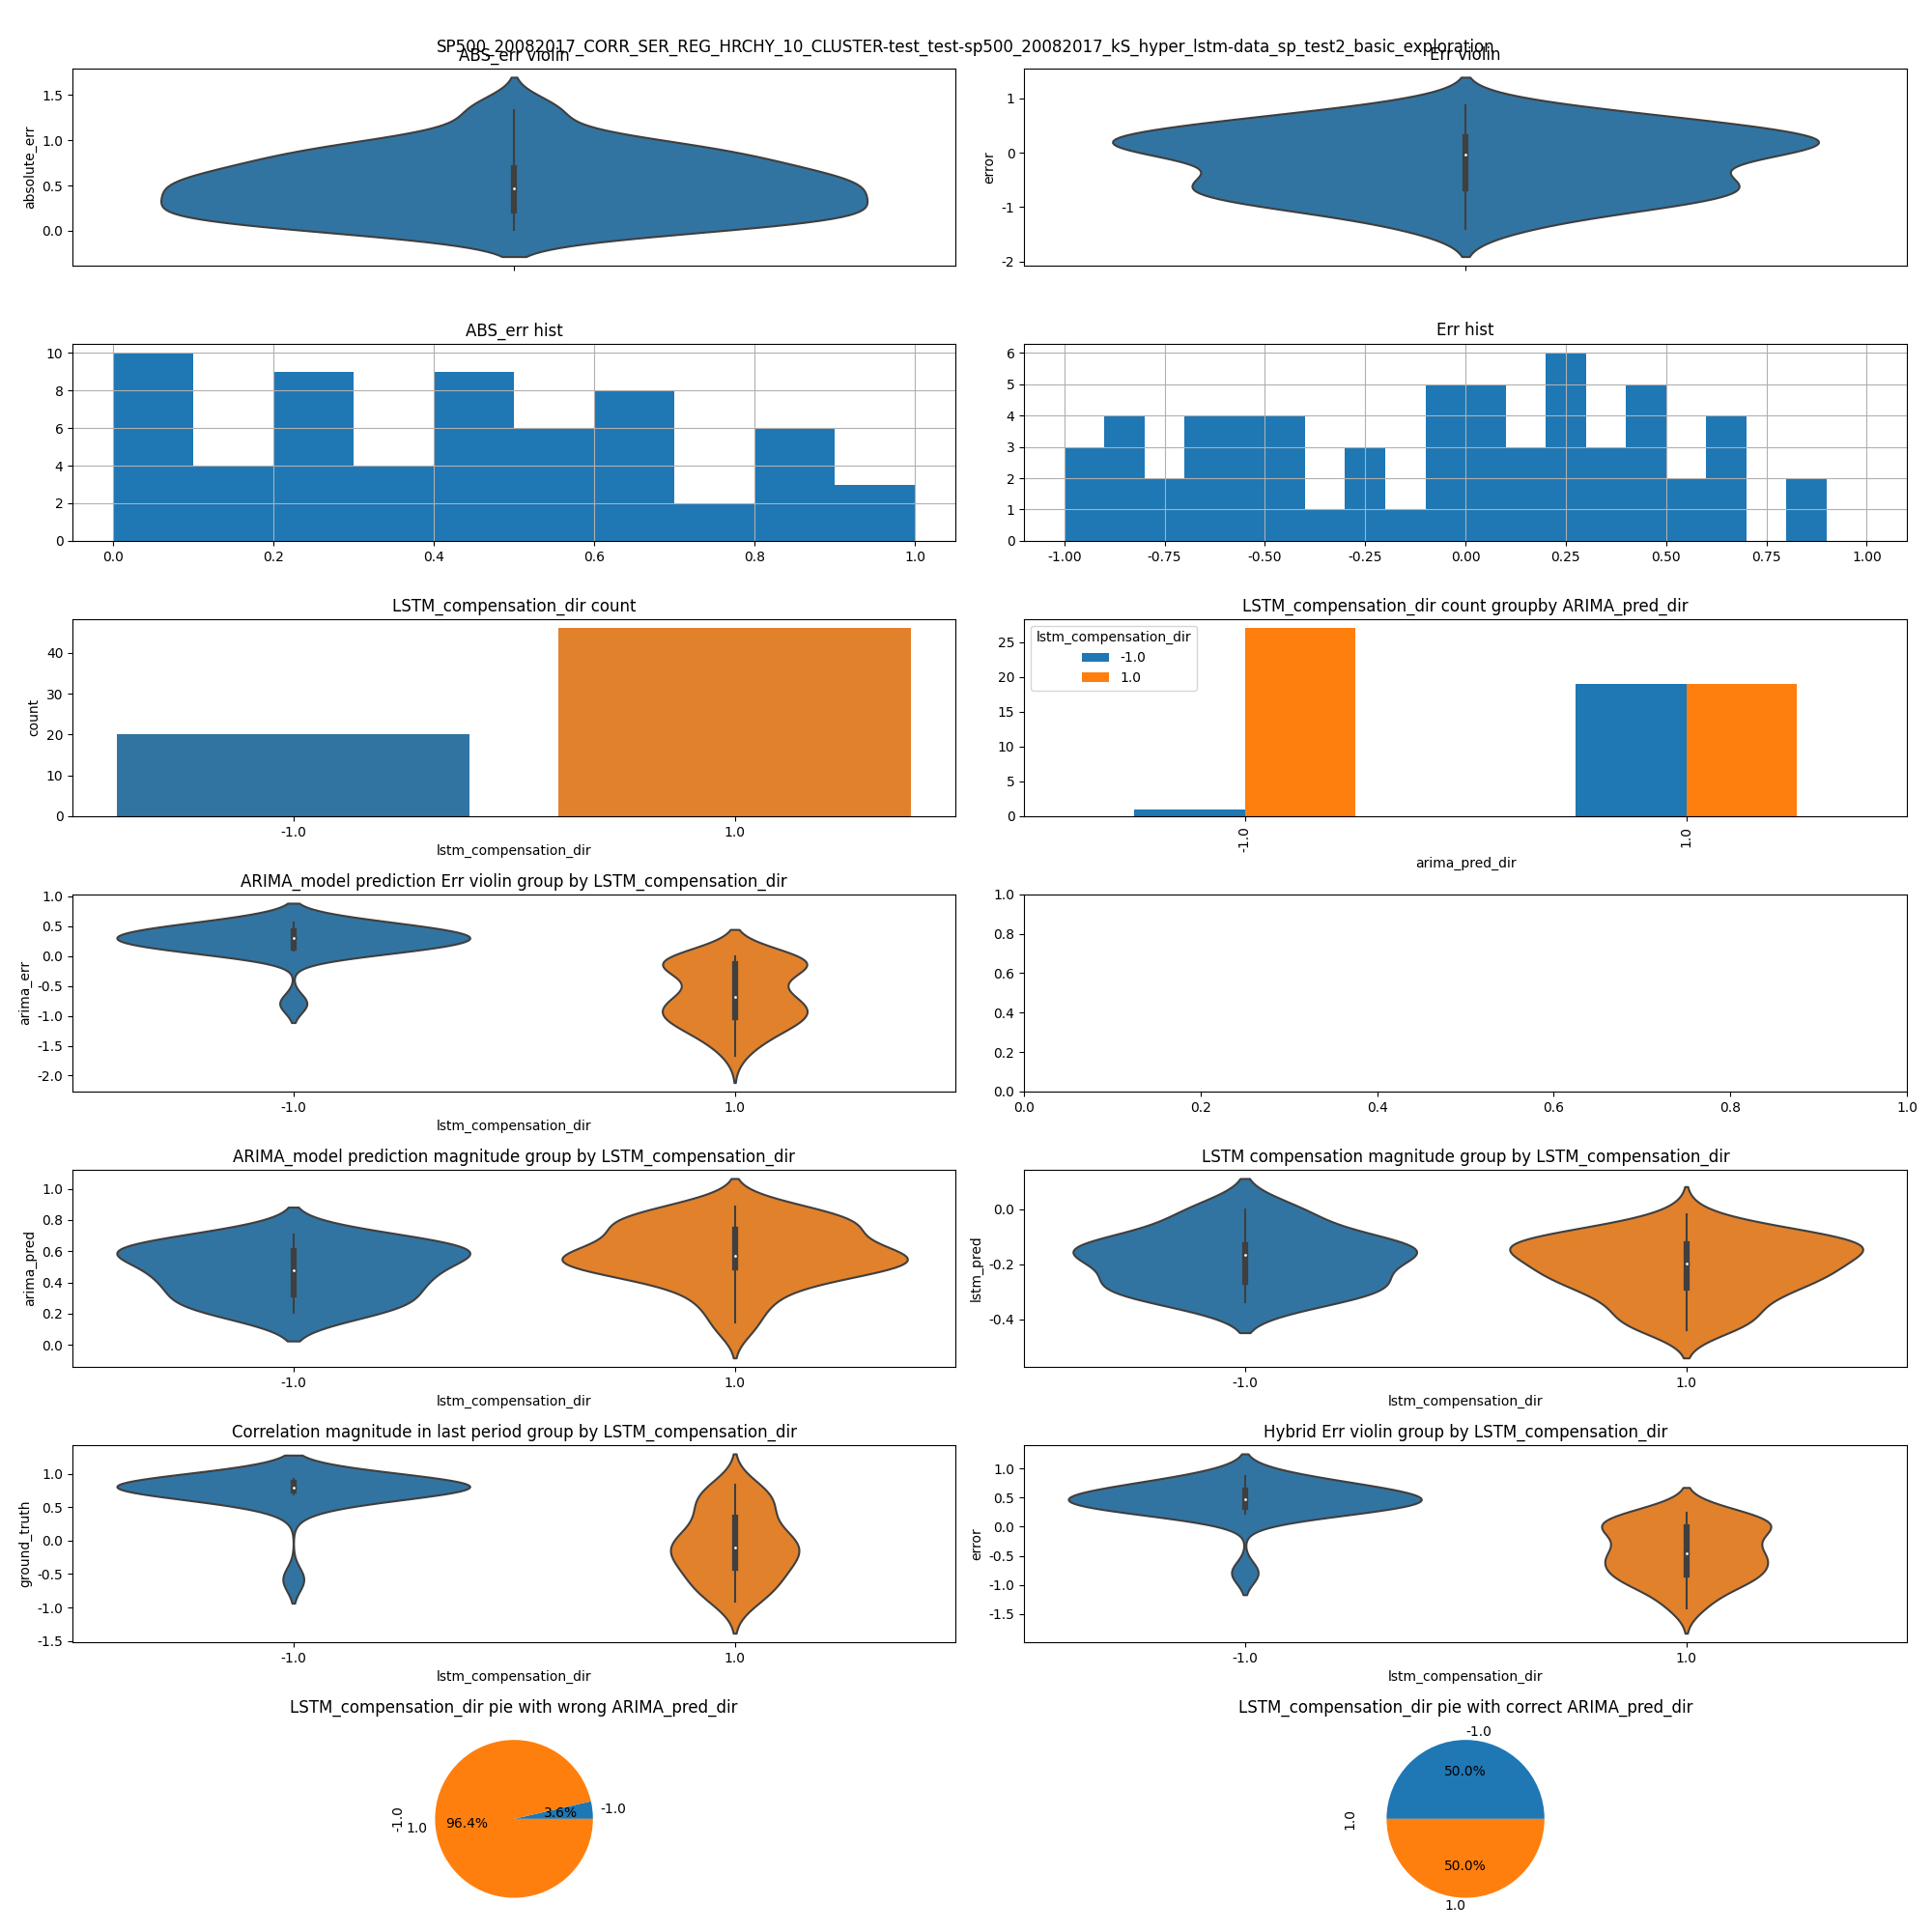 SP500_20082017_CORR_SER_REG_HRCHY_10_CLUSTER-test_test-sp500_20082017_kS_hyper_lstm-data_sp_test2_basic_exploration
ABS_err violin
absolute_err
1.5
1.0
0.5
0.0
Err violin
error
1
0
-1
-2
ABS_err hist
10
8
6
4
2
0
0.0 0.2 0.4 0.6 0.8 1.0
Err hist
6
5
4
3
2
1
0
-1.00 -0.75 -0.50 -0.25 0.00 0.25 0.50 0.75 1.00
LSTM_compensation_dir count
count
40
30
20
10
0
-1.0 1.0
lstm_compensation_dir
LSTM_compensation_dir count groupby ARIMA_pred_dir
lstm_compensation_dir
-1.0
1.0
25
20
15
10
5
0
-1.0 1.0
arima_pred_dir
ARIMA_model prediction Err violin group by LSTM_compensation_dir
arima_err
1.0
0.5
0.0
-0.5
-1.0
-1.5
-2.0
-1.0 1.0
lstm_compensation_dir
1.0
0.8
0.6
0.4
0.2
0.0
0.0 0.2 0.4 0.6 0.8 1.0
ARIMA_model prediction magnitude group by LSTM_compensation_dir
arima_pred
1.0
0.8
0.6
0.4
0.2
0.0
-1.0 1.0
lstm_compensation_dir
LSTM compensation magnitude group by LSTM_compensation_dir
lstm_pred
0.0
-0.2
-0.4
-1.0 1.0
lstm_compensation_dir
Correlation magnitude in last period group by LSTM_compensation_dir
ground_truth
1.0
0.5
0.0
-0.5
-1.0
-1.5
-1.0 1.0
lstm_compensation_dir
Hybrid Err violin group by LSTM_compensation_dir
error
1.0
0.5
0.0
-0.5
-1.0
-1.5
-1.0 1.0
lstm_compensation_dir
LSTM_compensation_dir pie with wrong ARIMA_pred_dir
-1.0
1.0
96.4%
3.6%
-1.0
LSTM_compensation_dir pie with correct ARIMA_pred_dir
-1.0
50.0%
1.0
50.0%
1.0